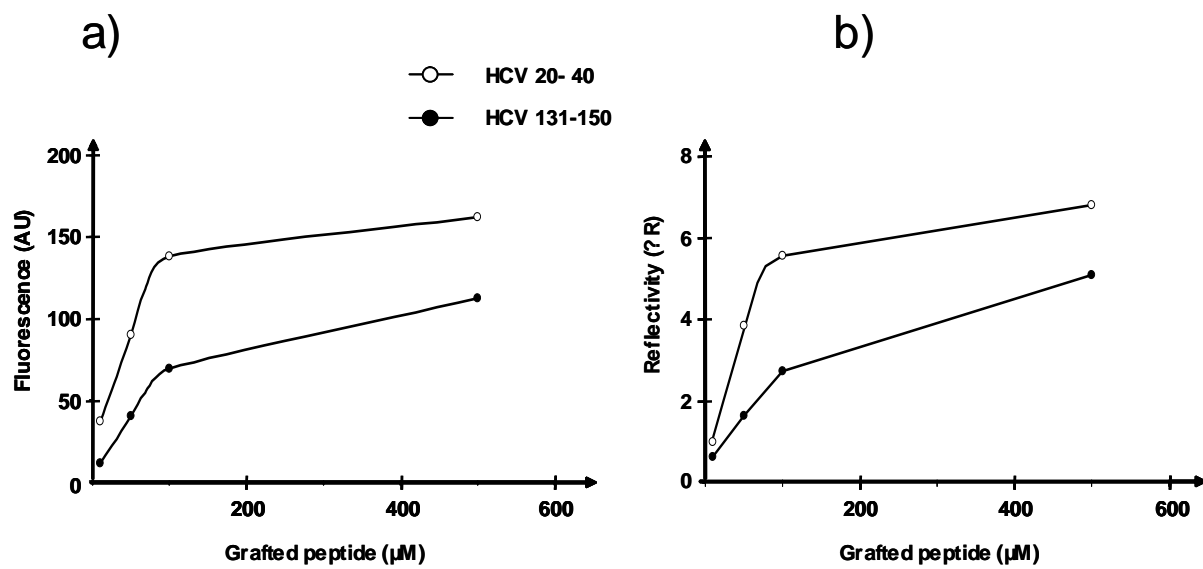 a)
b)
HCV 20- 40
HCV 131-150
200
150
100
50
0
Fluorescence (AU)
200
400
600
Grafted peptide (µM)
8
6
4
2
0
Reflectivity (? R)
200
400
600
Grafted peptide (µM)